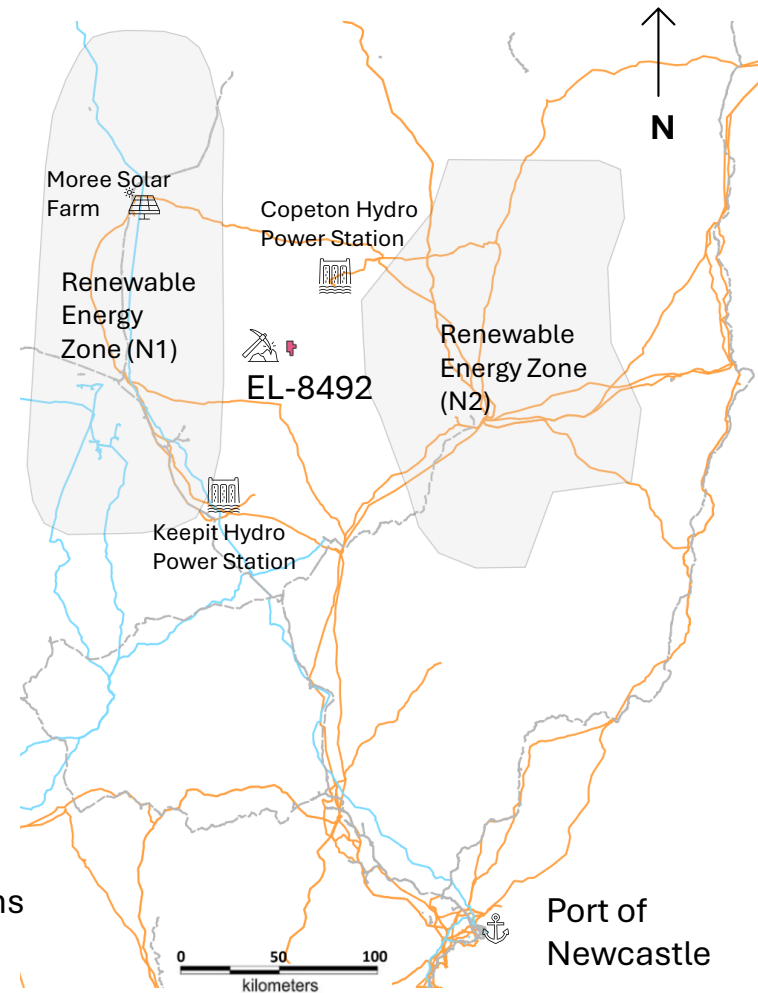 N
Moree Solar
Farm
Copeton Hydro
Power Station
Renewable
Energy
Zone (N1)
Renewable
Energy Zone
(N2)
EL-8492
Keepit Hydro
Power Station
ns
Port of
Newcastle
0 50 100
kilometers